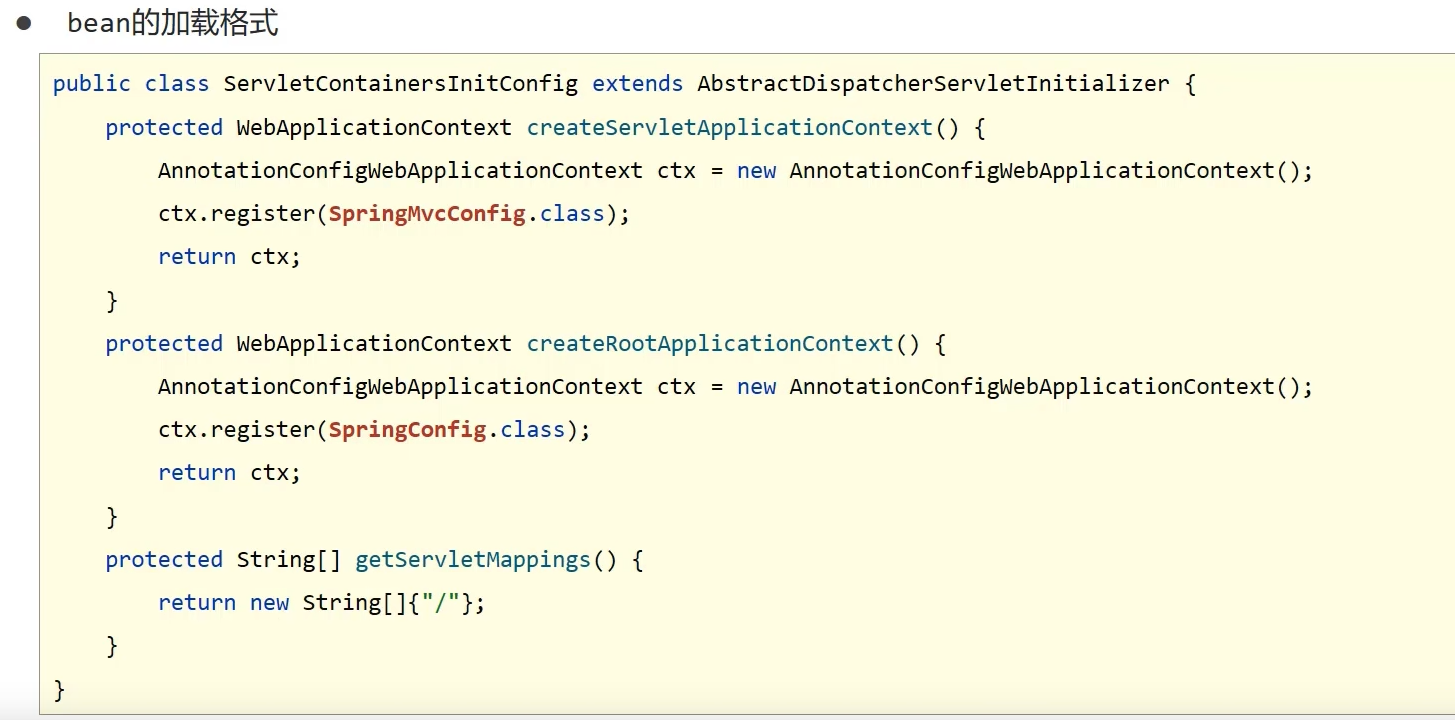 ● bean的加载格式
public class ServletContainersInitConfig extends AbstractDispatcherServletInitializer {
    protected WebApplicationContext createServletApplicationContext() {
        AnnotationConfigWebApplicationContext ctx = new AnnotationConfigWebApplicationContext();
        ctx.register(SpringMvcConfig.class);
        return ctx;
    }
    protected WebApplicationContext createRootApplicationContext() {
        AnnotationConfigWebApplicationContext ctx = new AnnotationConfigWebApplicationContext();
        ctx.register(SpringConfig.class);
        return ctx;
    }
    protected String[] getServletMappings() {
        return new String[]{"/"};
    }
}